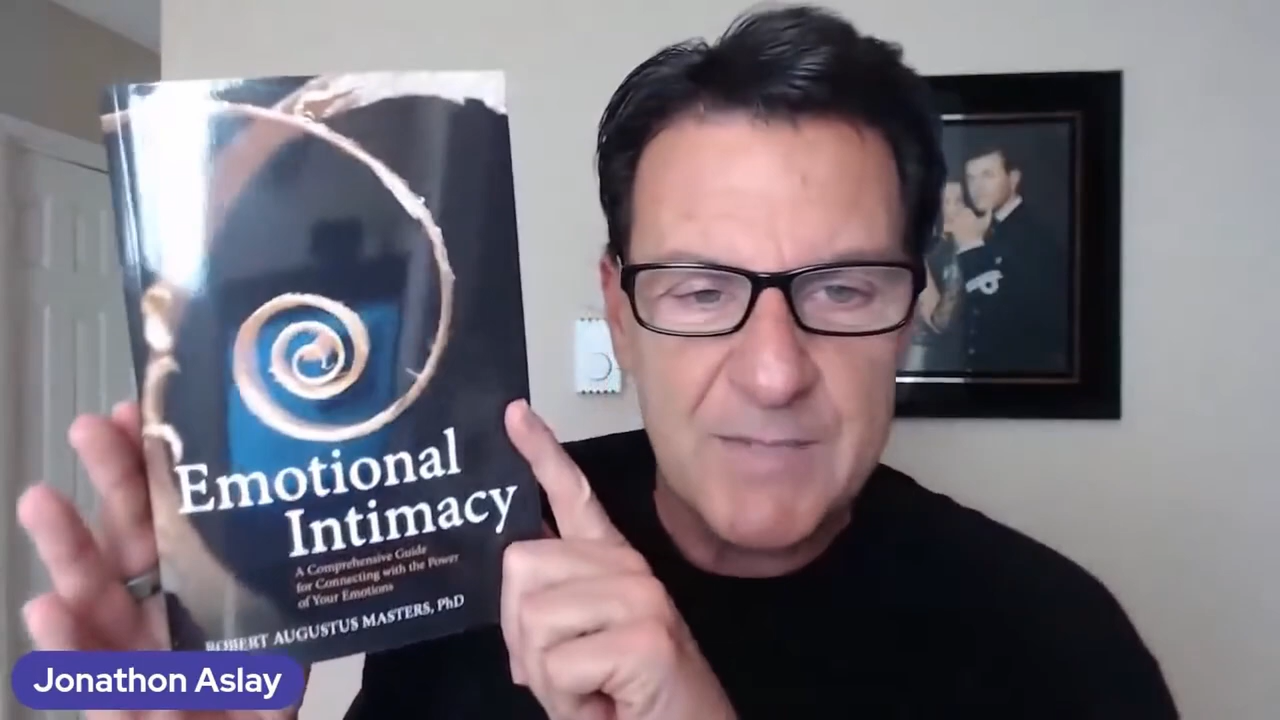 Emotional
Intimacy
A Comprehensive Guide
for Connecting with the Power
of Your Emotions
ROBERT AUGUSTUS MASTERS, PhD
Jonathon Aslay